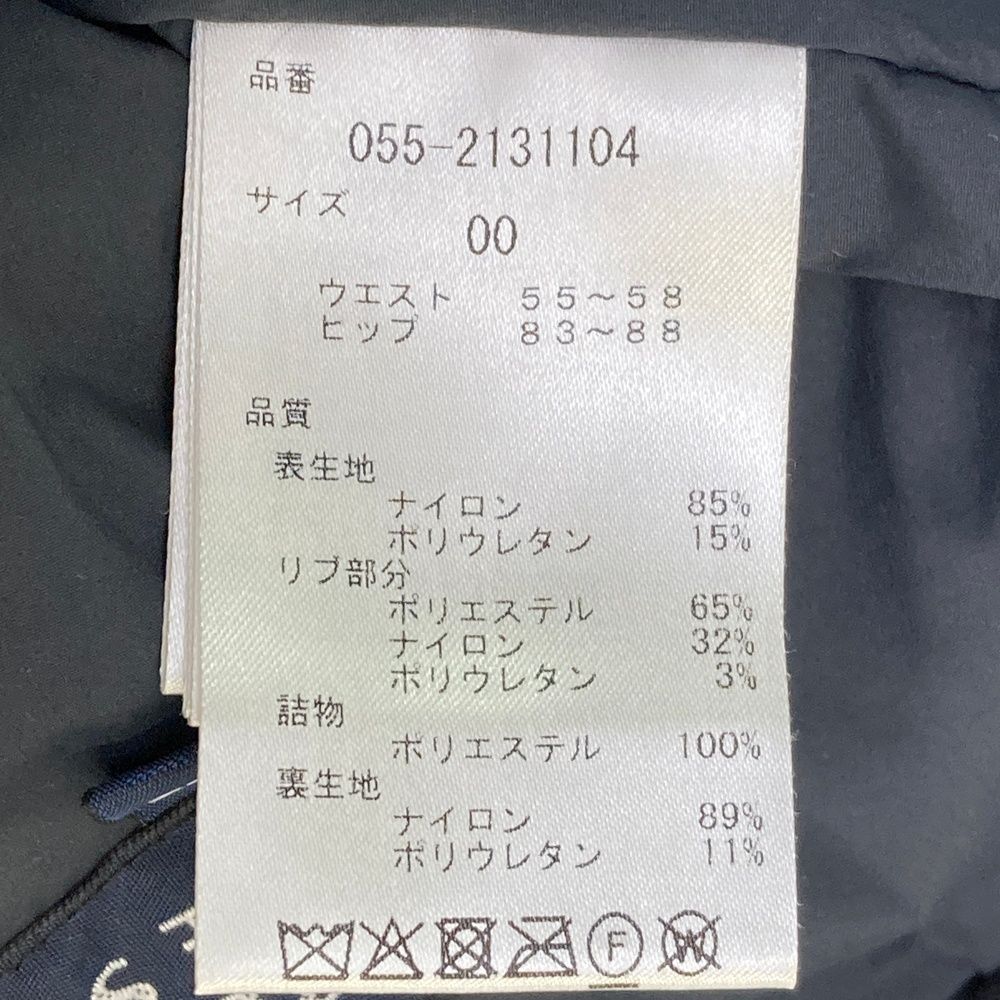 品番
055-2131104
サイズ
00
ウエスト 55～58
ヒップ 83～88
品質
表生地
ナイロン 85%
ポリウレタン 15%
リブ部分
ポリエステル 65%
ナイロン 32%
ポリウレタン 3%
詰物
ポリエステル 100%
裏生地
ナイロン 89%
ポリウレタン 11%
F W